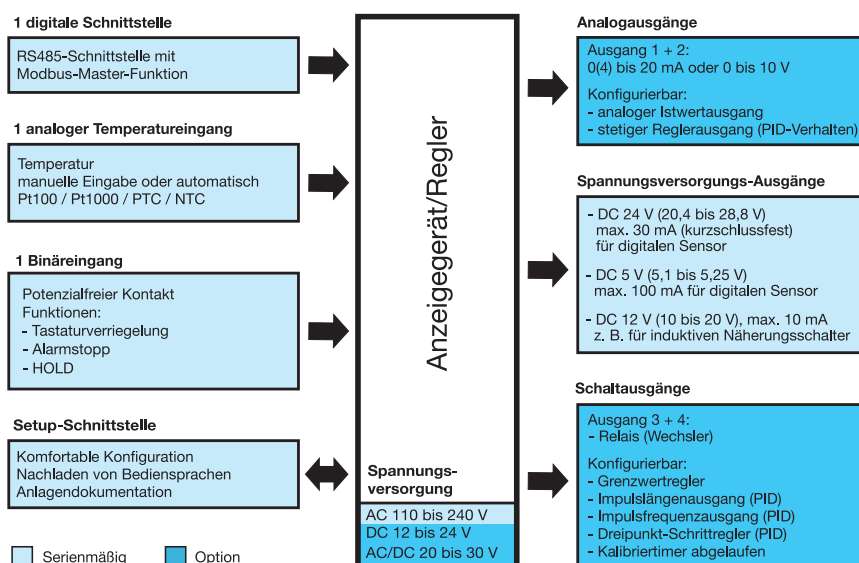 1 digitale Schnittstelle
RS485-Schnittstelle mit
Modbus-Master-Funktion
1 analoger Temperatureingang
Temperatur
manuelle Eingabe oder automatisch
Pt100 / Pt1000 / PTC / NTC
1 Binäreingang
Potenzialfreier Kontakt
Funktionen:
- Tastaturverriegelung
- Alarmstopp
- HOLD
Setup-Schnittstelle
Komfortable Konfiguration
Nachladen von Bediensprachen
Anlagendokumentation
Serienmäßig
Option
Anzeigegerät/Regler
Spannungs-
versorgung
AC 110 bis 240 V
DC 12 bis 24 V
AC/DC 20 bis 30 V
Analogausgänge
Ausgang 1 + 2:
0(4) bis 20 mA oder 0 bis 10 V
Konfigurierbar:
- analoger Istwertausgang
- stetiger Reglerausgang (PID-Verhalten)
Spannungsversorgungs-Ausgänge
- DC 24 V (20,4 bis 28,8 V)
max. 30 mA (kurzschlussfest)
für digitalen Sensor
- DC 5 V (5,1 bis 5,25 V)
max. 100 mA für digitalen Sensor
- DC 12 V (10 bis 20 V), max. 10 mA
z. B. für induktiven Näherungsschalter
Schaltausgänge
Ausgang 3 + 4:
- Relais (Wechsler)
Konfigurierbar:
- Grenzwertregler
- Impulslängenausgang (PID)
- Impulsfrequenzausgang (PID)
- Dreipunkt-Schrittregler (PID)
- Kalibriertimer abgelaufen